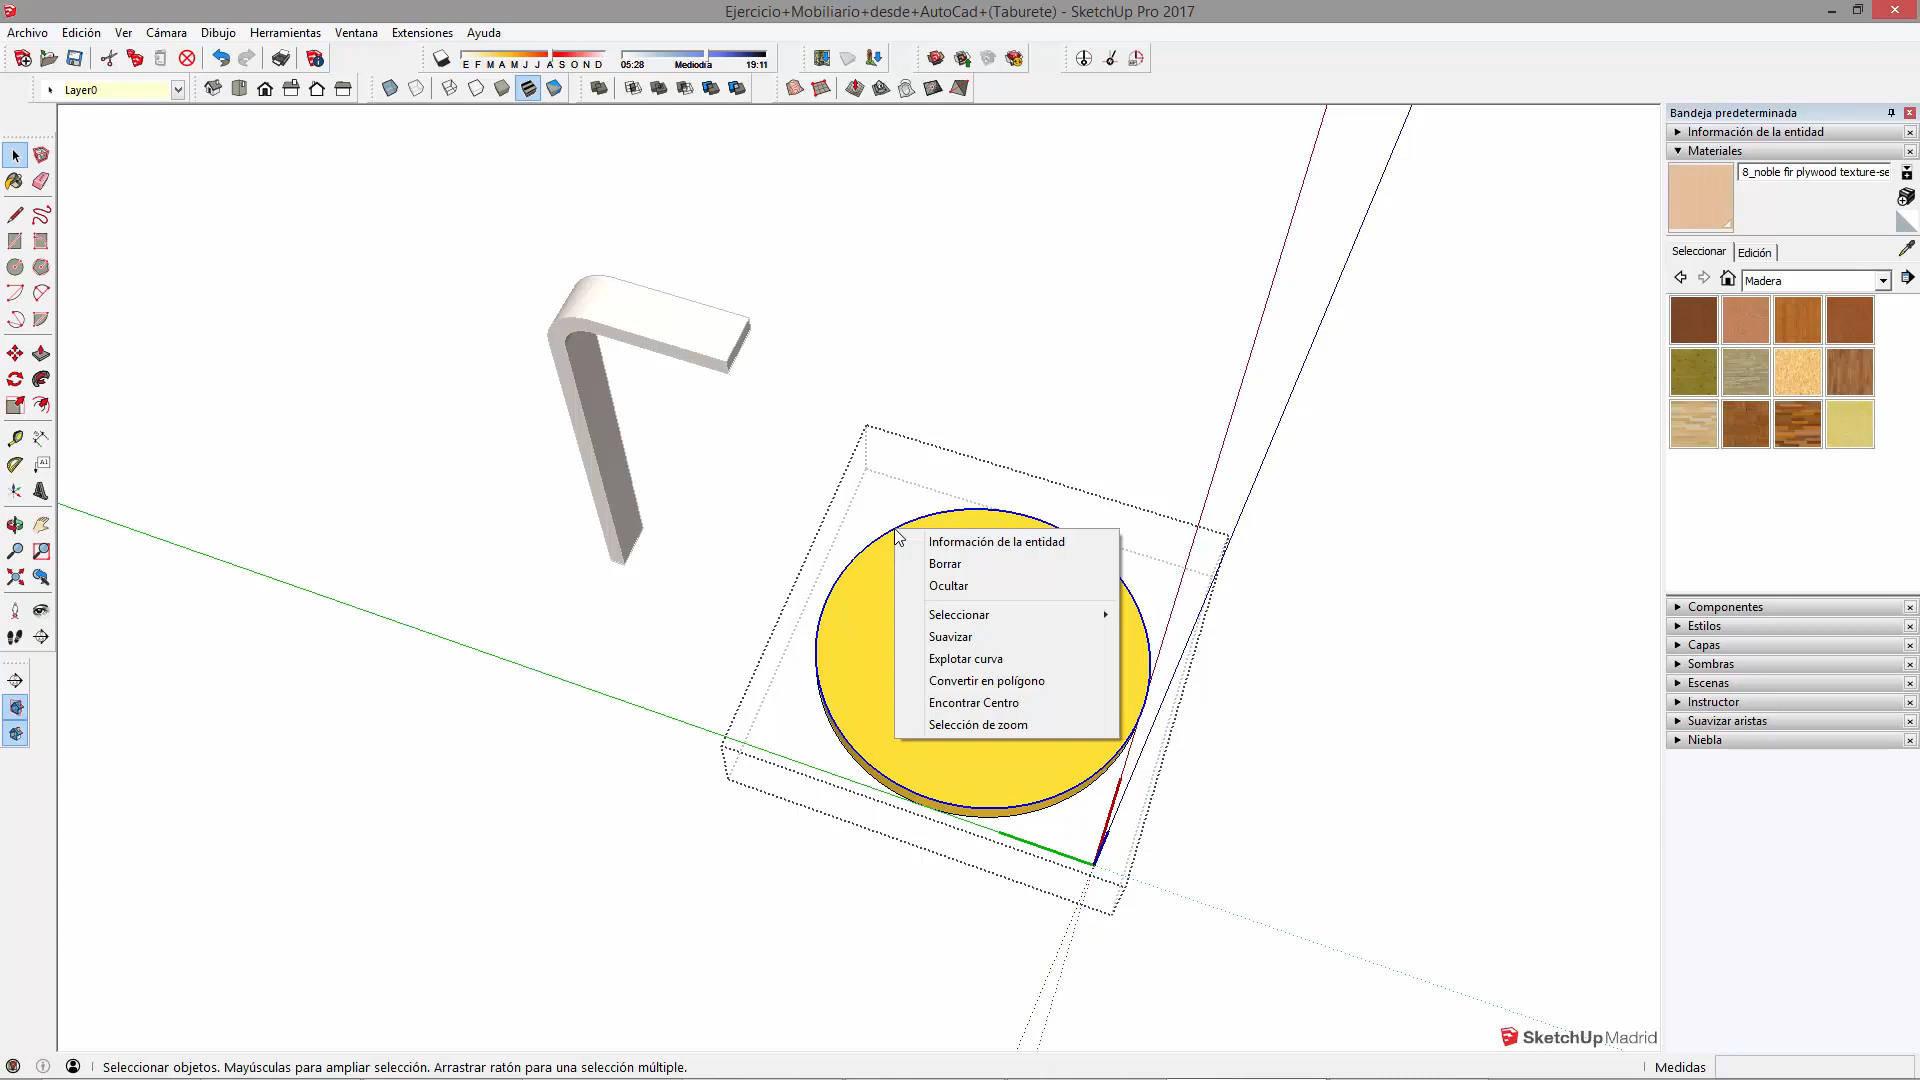 Ejercicio+Mobiliario+desde+AutoCad+(Taburete) - SketchUp Pro 2017
Archivo Edición Ver Cámara Dibujo Herramientas Ventana Extensiones Ayuda
E F M A M J J A S O N D
05:28 Mediodía 19:11
Layer0
Bandeja predeterminada
Información de la entidad
Materiales
8_noble fir plywood texture-se
Seleccionar Edición
Madera
Información de la entidad
Borrar
Ocultar
Seleccionar
Suavizar
Explotar curva
Convertir en polígono
Encontrar Centro
Selección de zoom
Componentes
Estilos
Capas
Sombras
Escenas
Instructor
Suavizar aristas
Niebla
SketchUp Madrid
Seleccionar objetos. Mayúsculas para ampliar selección. Arrastrar ratón para una selección múltiple.
Medidas